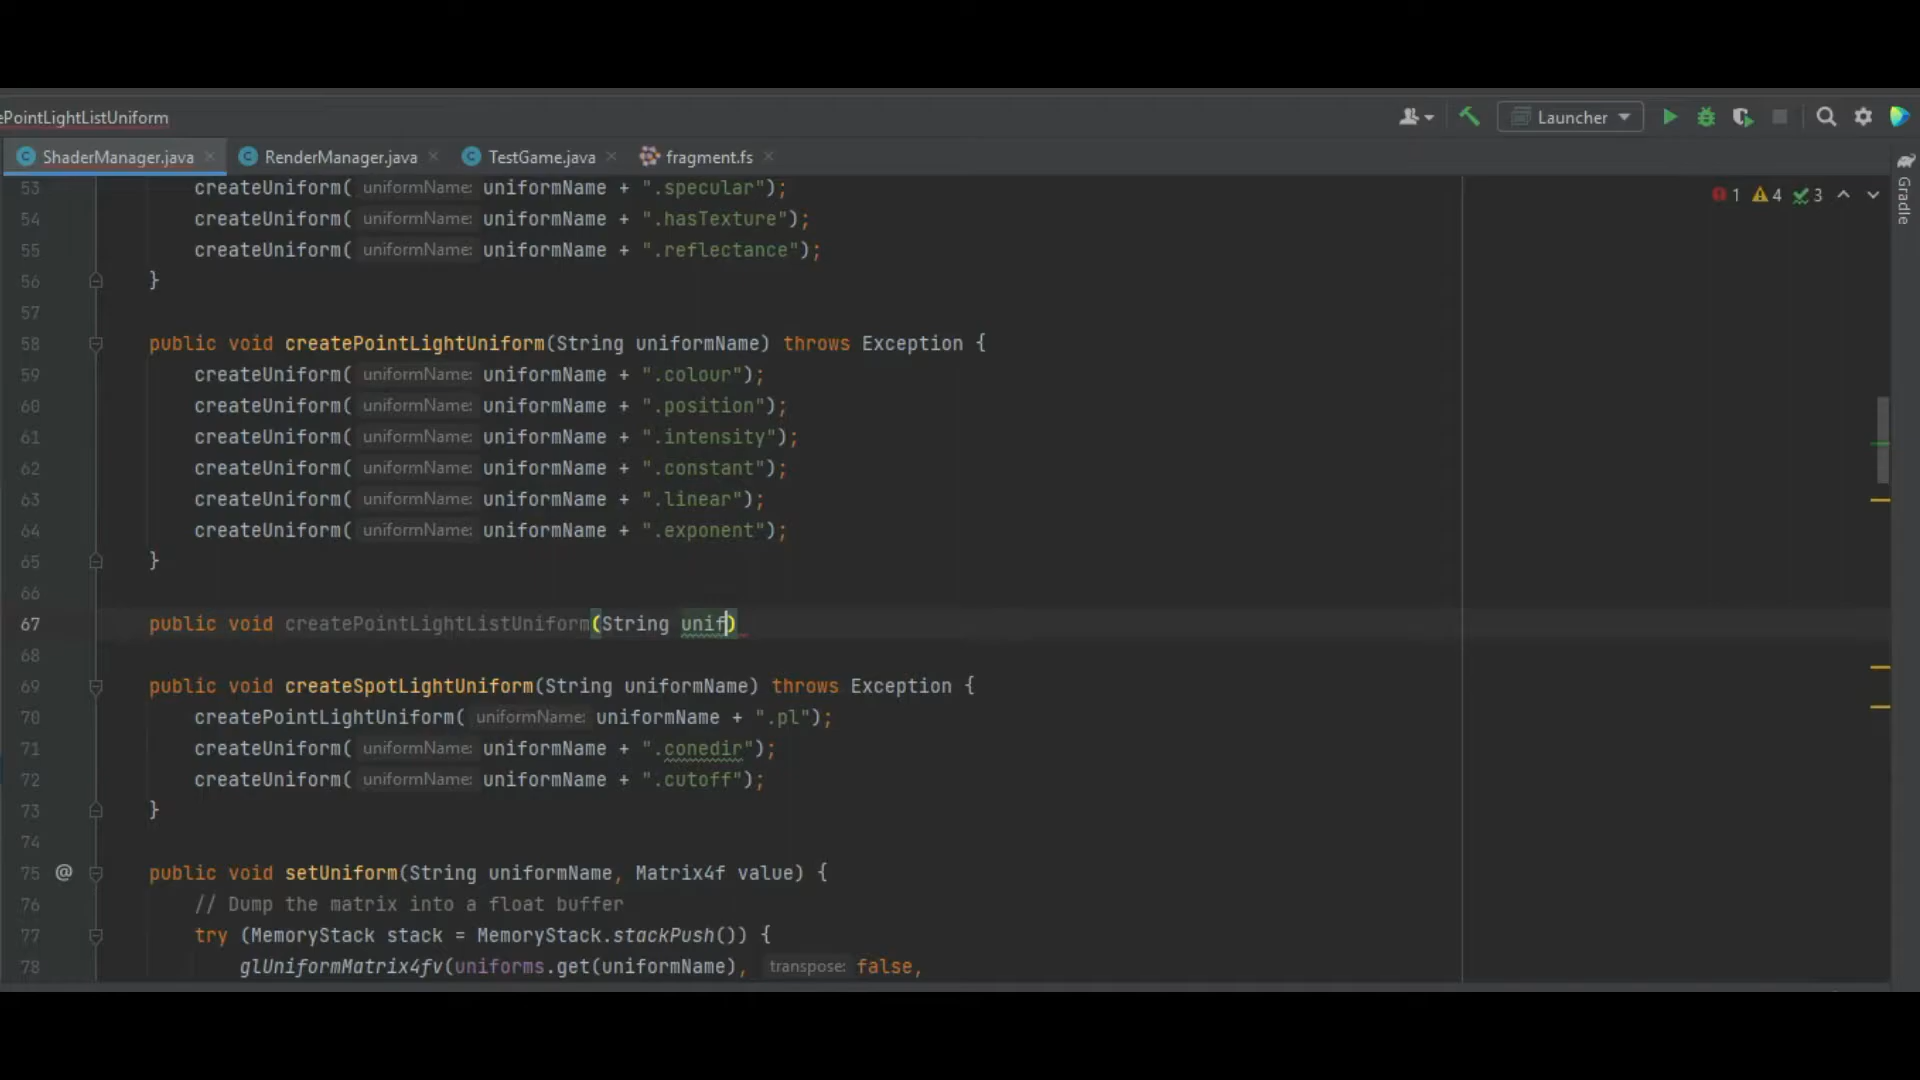 ePointLightListUniform
Launcher
ShaderManager.java
RenderManager.java
TestGame.java
fragment.fs
Gradle
1 4 3
53 createUniform( uniformName: uniformName + ".specular");
54 createUniform( uniformName: uniformName + ".hasTexture");
55 createUniform( uniformName: uniformName + ".reflectance");
56 }
57
58 public void createPointLightUniform(String uniformName) throws Exception {
59 createUniform( uniformName: uniformName + ".colour");
60 createUniform( uniformName: uniformName + ".position");
61 createUniform( uniformName: uniformName + ".intensity");
62 createUniform( uniformName: uniformName + ".constant");
63 createUniform( uniformName: uniformName + ".linear");
64 createUniform( uniformName: uniformName + ".exponent");
65 }
66
67 public void createPointLightListUniform(String unif)
68
69 public void createSpotLightUniform(String uniformName) throws Exception {
70 createPointLightUniform( uniformName: uniformName + ".pl");
71 createUniform( uniformName: uniformName + ".conedir");
72 createUniform( uniformName: uniformName + ".cutoff");
73 }
74
75 @ public void setUniform(String uniformName, Matrix4f value) {
76 // Dump the matrix into a float buffer
77 try (MemoryStack stack = MemoryStack.stackPush()) {
78 glUniformMatrix4fv(uniforms.get(uniformName), transpose: false,